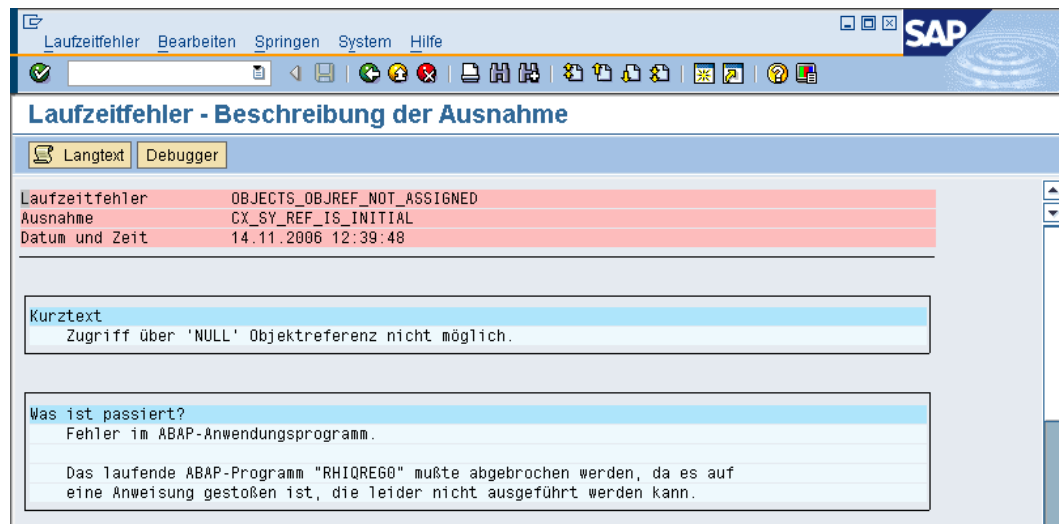 Laufzeitfehler Bearbeiten Springen System Hilfe
SAP
Laufzeitfehler - Beschreibung der Ausnahme
Langtext Debugger
Laufzeitfehler OBJECTS_OBJREF_NOT_ASSIGNED
Ausnahme CX_SY_REF_IS_INITIAL
Datum und Zeit 14.11.2006 12:39:48
Kurztext
Zugriff über 'NULL' Objektreferenz nicht möglich.
Was ist passiert?
Fehler im ABAP-Anwendungsprogramm.
Das laufende ABAP-Programm "RHIQREG0" mußte abgebrochen werden, da es auf
eine Anweisung gestoßen ist, die leider nicht ausgeführt werden kann.